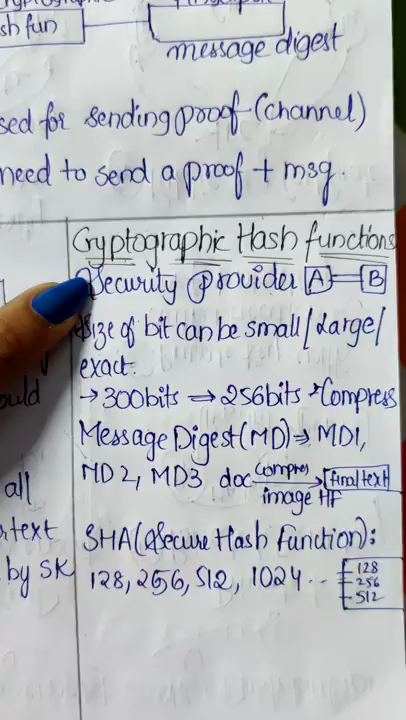 sh fun
message digest
sed for sending proof (channel)
need to send a proof + msg.
Cryptographic Hash functions
Security Provider A B
Size of bit can be small/Large/
exact.
→ 300bits ⇒ 256bits Compress
Message Digest(MD) ⇒ MD1,
MD2, MD3 doc compres final text
image HF
SHA(Secure Hash Function):
128, 256, 512, 1024..
128
256
512
ould
all
rtext
by SK